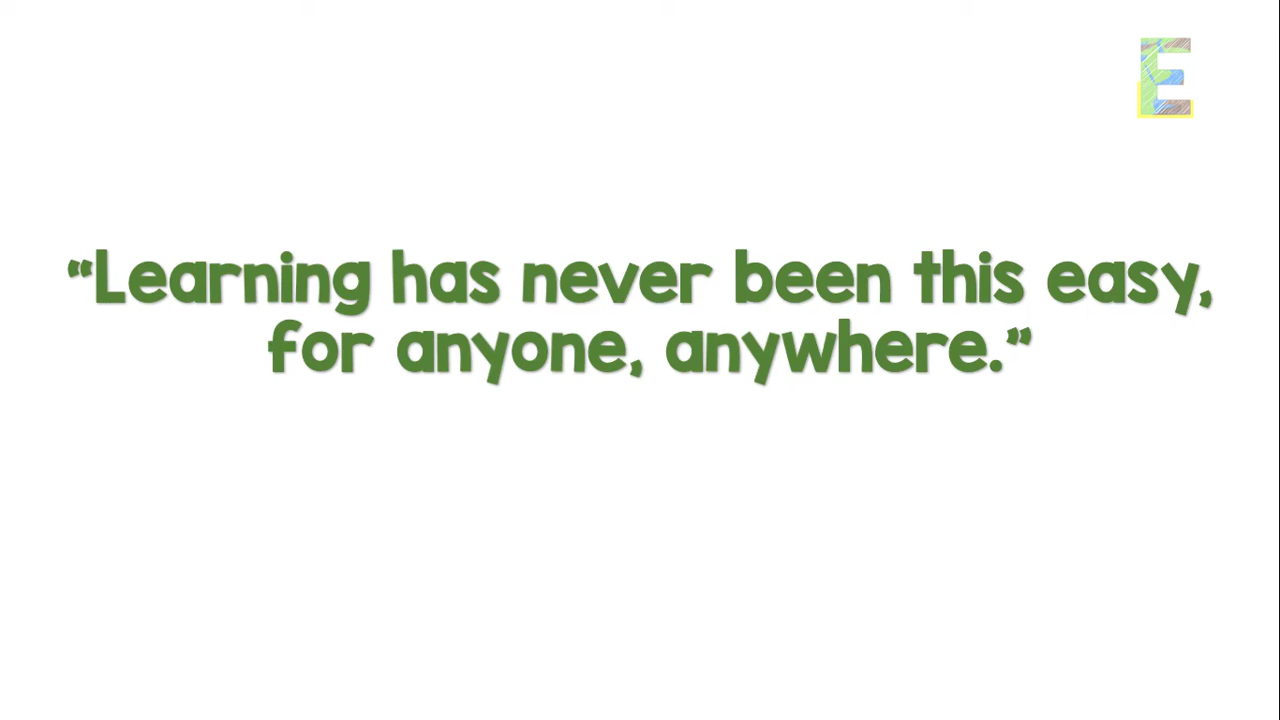 E
“Learning has never been this easy,
for anyone, anywhere.”